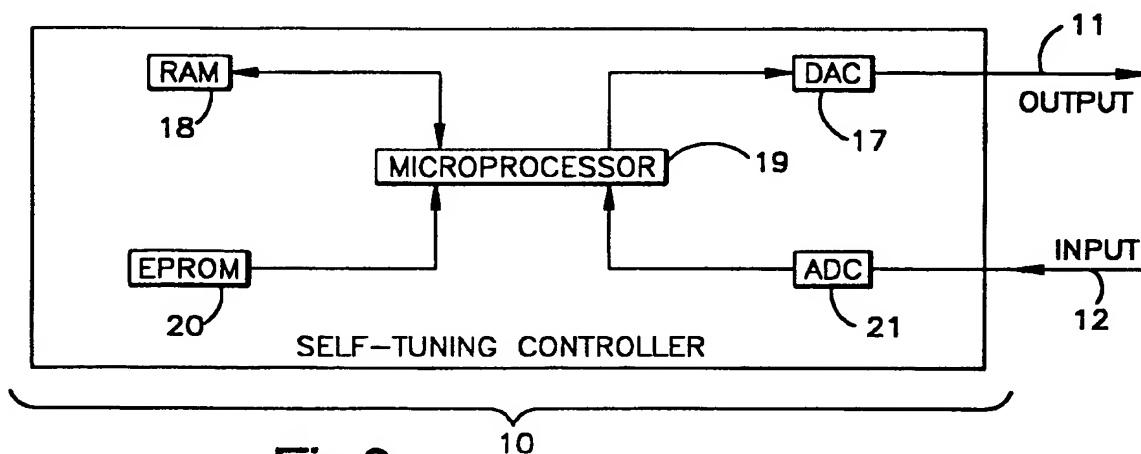 11
RAM
DAC
OUTPUT
18
17
MICROPROCESSOR
19
INPUT
EPROM
ADC
20
21
12
SELF-TUNING CONTROLLER
10